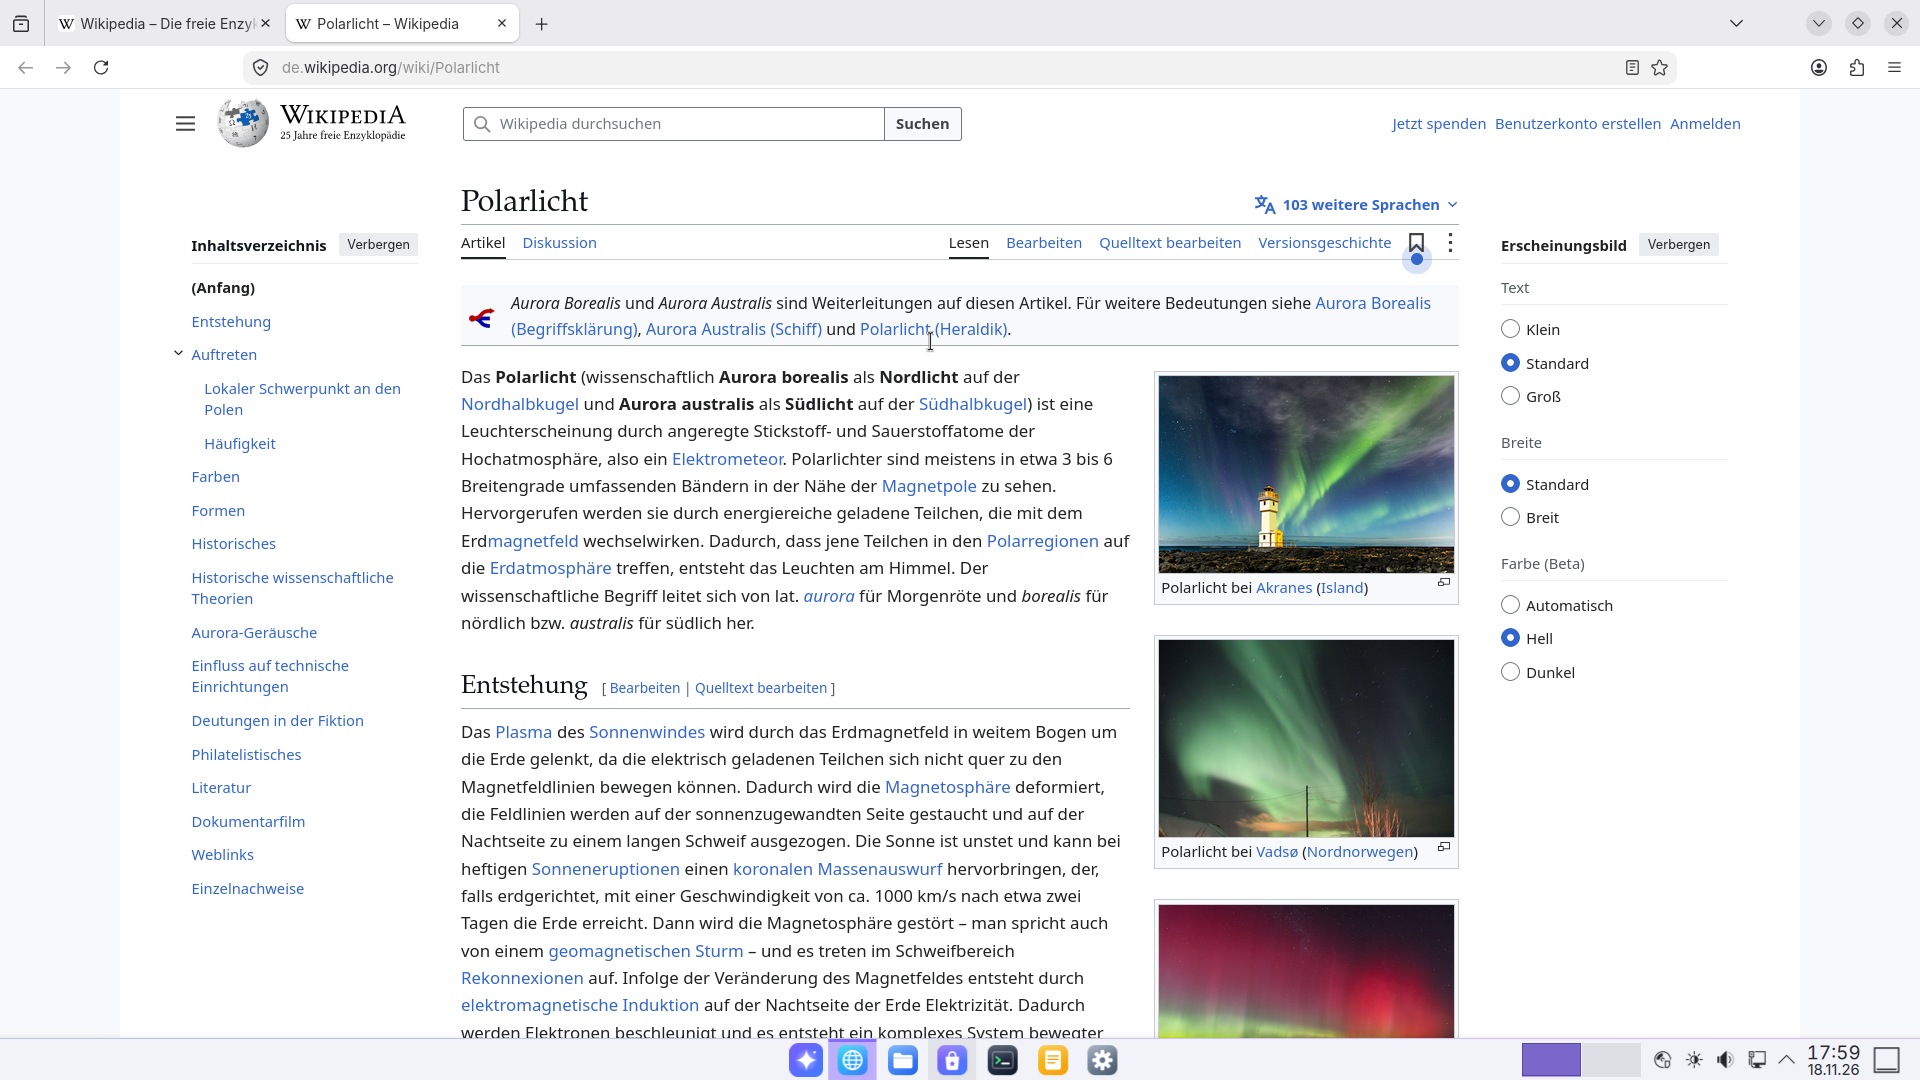 Wikipedia – Die freie Enzyk
Polarlicht – Wikipedia
de.wikipedia.org/wiki/Polarlicht
WIKIPEDIA
25 Jahre freie Enzyklopädie
Wikipedia durchsuchen
Suchen
Jetzt spenden
Benutzerkonto erstellen
Anmelden
Polarlicht
103 weitere Sprachen
Artikel
Diskussion
Lesen
Bearbeiten
Quelltext bearbeiten
Versionsgeschichte
Inhaltsverzeichnis
Verbergen
(Anfang)
Entstehung
Auftreten
Lokaler Schwerpunkt an den
Polen
Häufigkeit
Farben
Formen
Historisches
Historische wissenschaftliche
Theorien
Aurora-Geräusche
Einfluss auf technische
Einrichtungen
Deutungen in der Fiktion
Philatelistisches
Literatur
Dokumentarfilm
Weblinks
Einzelnachweise
Aurora Borealis und Aurora Australis sind Weiterleitungen auf diesen Artikel. Für weitere Bedeutungen siehe Aurora Borealis
(Begriffsklärung), Aurora Australis (Schiff) und Polarlicht (Heraldik).
Das Polarlicht (wissenschaftlich Aurora borealis als Nordlicht auf der
Nordhalbkugel und Aurora australis als Südlicht auf der Südhalbkugel) ist eine
Leuchterscheinung durch angeregte Stickstoff- und Sauerstoffatome der
Hochatmosphäre, also ein Elektrometeor. Polarlichter sind meistens in etwa 3 bis 6
Breitengrade umfassenden Bändern in der Nähe der Magnetpole zu sehen.
Hervorgerufen werden sie durch energiereiche geladene Teilchen, die mit dem
Erdmagnetfeld wechselwirken. Dadurch, dass jene Teilchen in den Polarregionen auf
die Erdatmosphäre treffen, entsteht das Leuchten am Himmel. Der
wissenschaftliche Begriff leitet sich von lat. aurora für Morgenröte und borealis für
nördlich bzw. australis für südlich her.
Polarlicht bei Akranes (Island)
Polarlicht bei Vadsø (Nordnorwegen)
Entstehung [ Bearbeiten | Quelltext bearbeiten ]
Das Plasma des Sonnenwindes wird durch das Erdmagnetfeld in weitem Bogen um
die Erde gelenkt, da die elektrisch geladenen Teilchen sich nicht quer zu den
Magnetfeldlinien bewegen können. Dadurch wird die Magnetosphäre deformiert,
die Feldlinien werden auf der sonnenzugewandten Seite gestaucht und auf der
Nachtseite zu einem langen Schweif ausgezogen. Die Sonne ist unstet und kann bei
heftigen Sonneneruptionen einen koronalen Massenauswurf hervorbringen, der,
falls erdgerichtet, mit einer Geschwindigkeit von ca. 1000 km/s nach etwa zwei
Tagen die Erde erreicht. Dann wird die Magnetosphäre gestört – man spricht auch
von einem geomagnetischen Sturm – und es treten im Schweifbereich
Rekonnexionen auf. Infolge der Veränderung des Magnetfeldes entsteht durch
elektromagnetische Induktion auf der Nachtseite der Erde Elektrizität. Dadurch
werden Elektronen beschleunigt und es entsteht ein komplexes System bewegter
Erscheinungsbild
Verbergen
Text
Klein
Standard
Groß
Breite
Standard
Breit
Farbe (Beta)
Automatisch
Hell
Dunkel
17:59
18.11.26